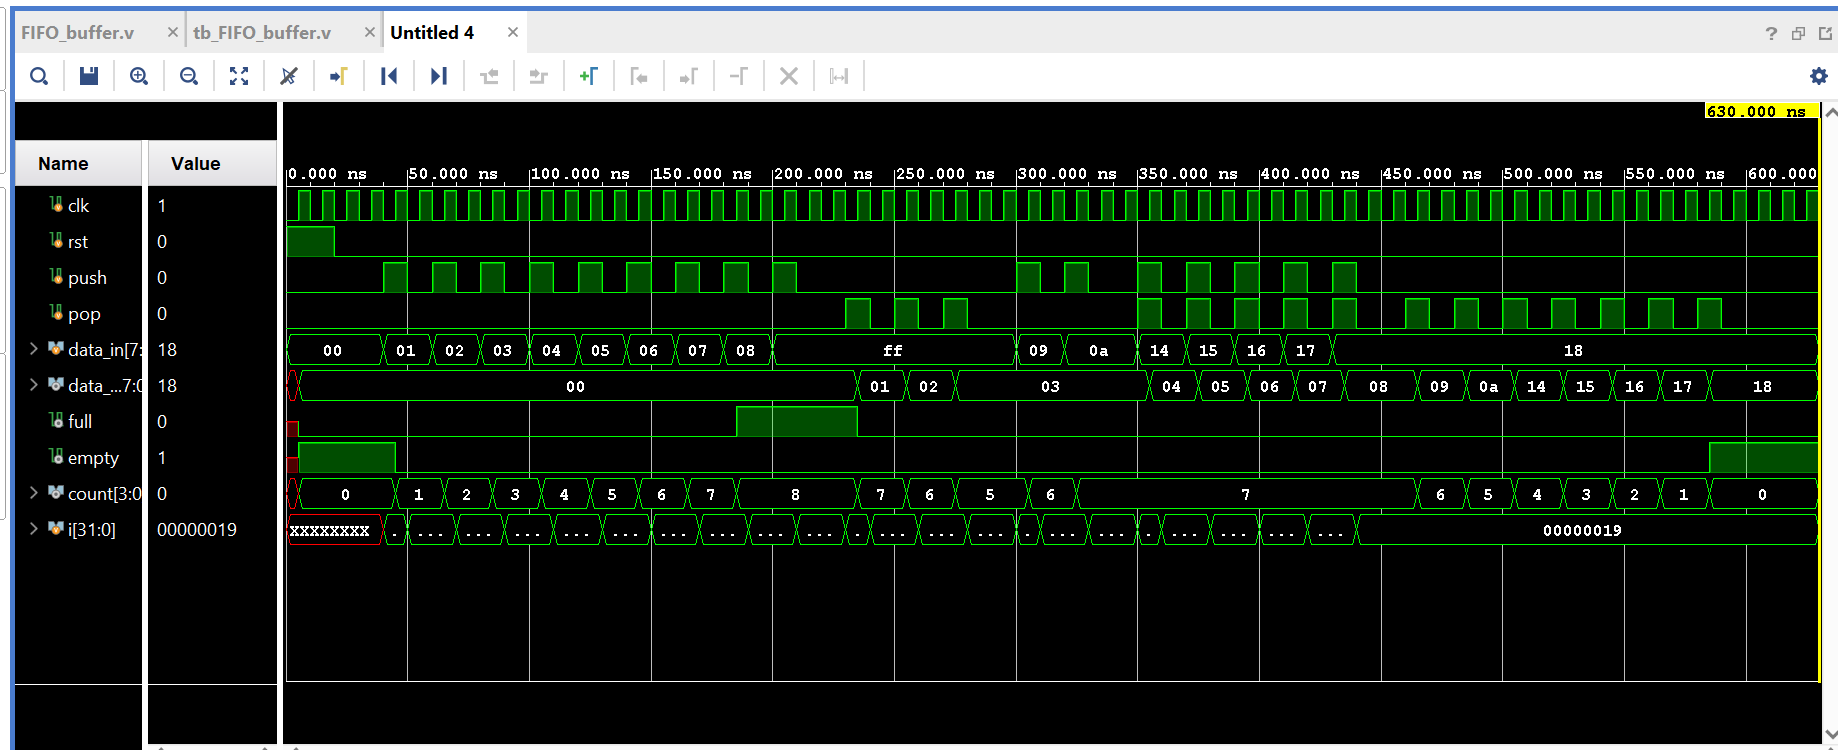 FIFO_buffer.v × tb_FIFO_buffer.v × Untitled 4 ×
630.000 ns
Name Value
0.000 ns 50.000 ns 100.000 ns 150.000 ns 200.000 ns 250.000 ns 300.000 ns 350.000 ns 400.000 ns 450.000 ns 500.000 ns 550.000 ns 600.000
clk 1
rst 0
push 0
pop 0
data_in[7: 18 00 01 02 03 04 05 06 07 08 ff 09 0a 14 15 16 17 18
data_...7:0 18 00 01 02 03 04 05 06 07 08 09 0a 14 15 16 17 18
full 0
empty 1
count[3:0 0 0 1 2 3 4 5 6 7 8 7 6 5 6 7 6 5 4 3 2 1 0
i[31:0] 00000019 XXXXXXXX . ... ... ... ... ... ... ... ... . ... ... ... . ... ... . ... ... ... ... 00000019